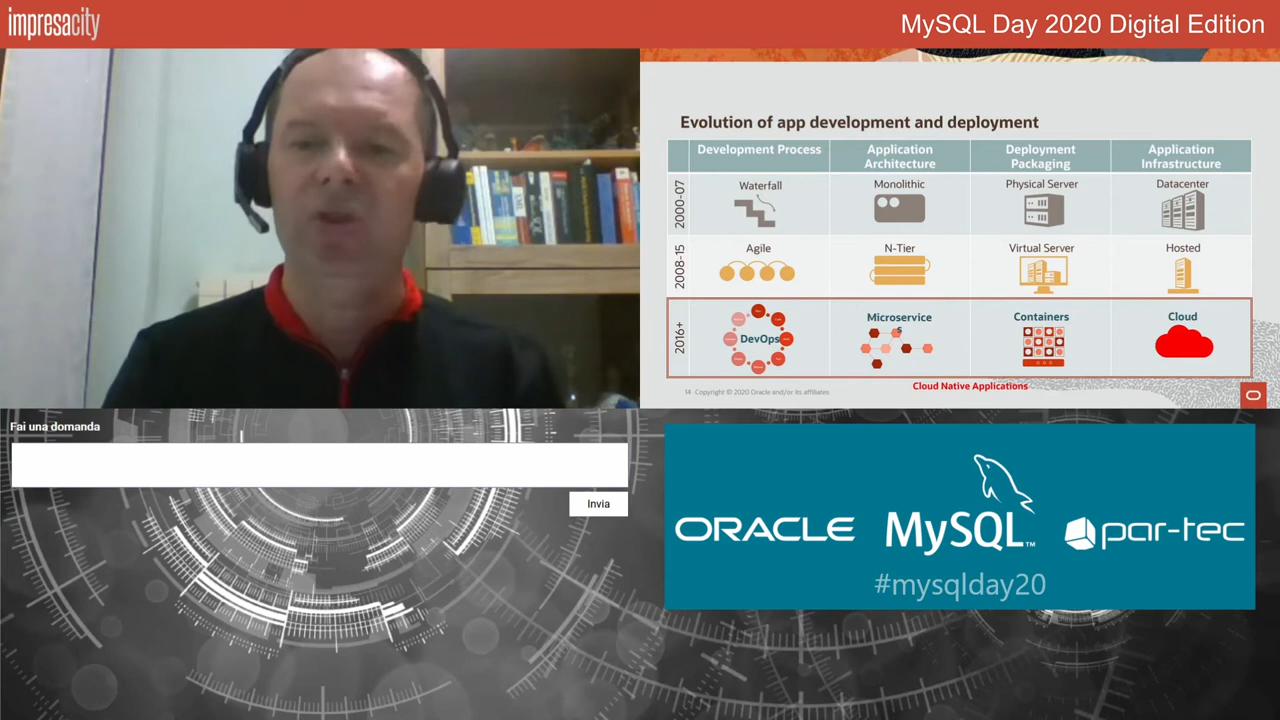 impresacity
MySQL Day 2020 Digital Edition
Evolution of app development and deployment
Development Process
Application
Architecture
Deployment
Packaging
Application
Infrastructure
2000-07
Waterfall
Monolithic
Physical Server
Datacenter
2008-15
Agile
N-Tier
Virtual Server
Hosted
2016+
DevOps
Microservice
s
Containers
Cloud
14 Copyright © 2020 Oracle and/or its affiliates
Cloud Native Applications
Fai una domanda
Invia
ORACLE
MySQL™
par-tec
#mysqlday20